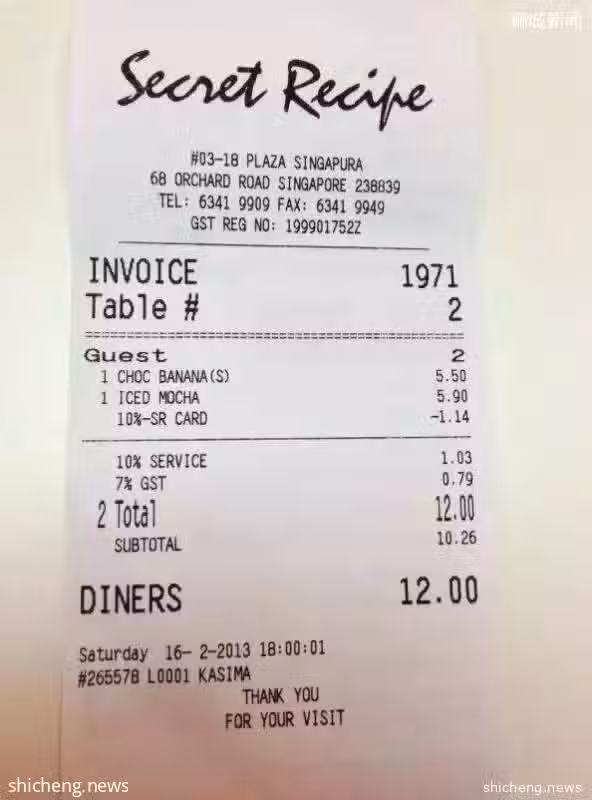 Secret Recipe
#03-18 PLAZA SINGAPURA
68 ORCHARD ROAD SINGAPORE 238839
TEL: 6341 9909 FAX: 6341 9949
GST REG NO: 199901752Z
INVOICE 1971
Table # 2
Guest 2
1 CHOC BANANA(S) 5.50
1 ICED MOCHA 5.90
10%-SR CARD -1.14
10% SERVICE 1.03
7% GST 0.79
2 Total 12.00
SUBTOTAL 10.26
DINERS 12.00
Saturday 16- 2-2013 18:00:01
#265578 L0001 KASIMA
THANK YOU
FOR YOUR VISIT
shicheng.news
shicheng.news